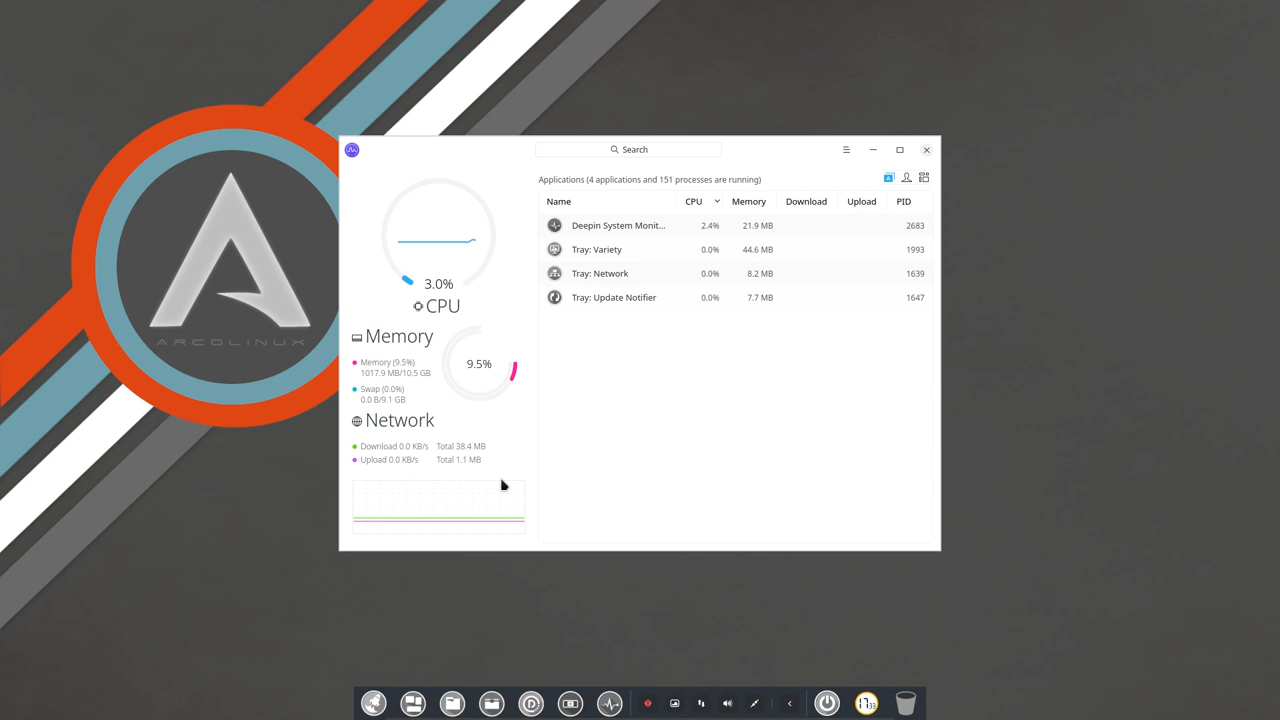 Search
Applications (4 applications and 151 processes are running)
Name CPU Memory Download Upload PID
Deepin System Monit... 2.4% 21.9 MB 2683
Tray: Variety 0.0% 44.6 MB 1993
Tray: Network 0.0% 8.2 MB 1639
Tray: Update Notifier 0.0% 7.7 MB 1647
3.0%
CPU
Memory
Memory (9.5%)
1017.9 MB/10.5 GB
Swap (0.0%)
0.0 B/9.1 GB
9.5%
Network
Download 0.0 KB/s Total 38.4 MB
Upload 0.0 KB/s Total 1.1 MB
ARCOLINUX
17 33